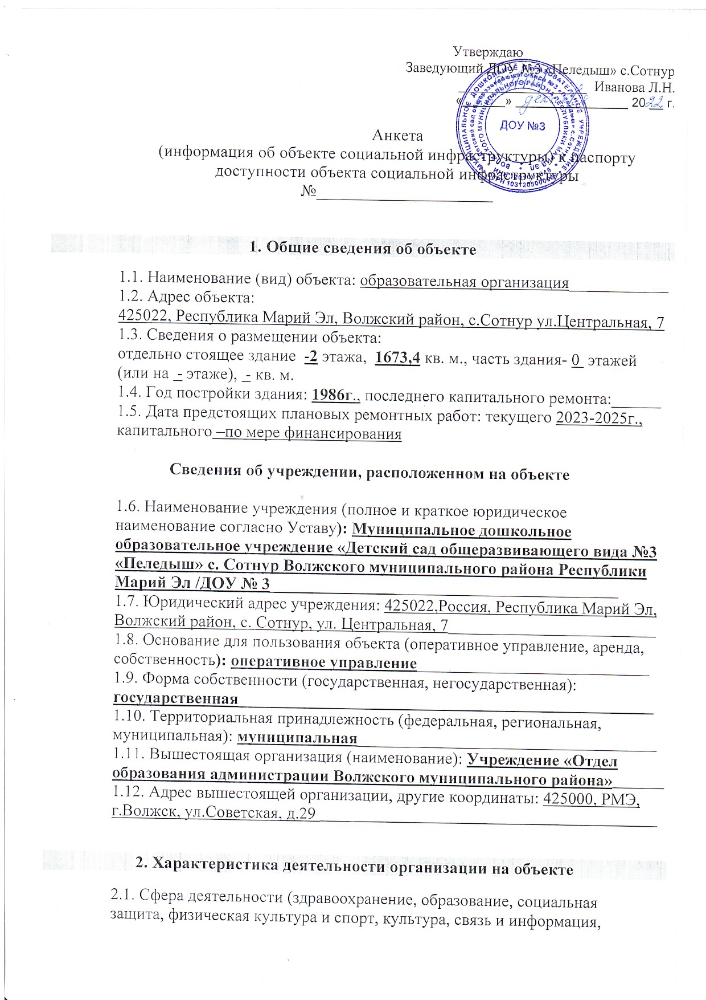 Утверждаю
Заведующий ДОУ №3 «Пеледыш» с.Сотнур
Иванова Л.Н.
«______» декабря 2022 г.
ДОУ №3
Анкета
(информация об объекте социальной инфраструктуры) к паспорту
доступности объекта социальной инфраструктуры
№______________________
1. Общие сведения об объекте
1.1. Наименование (вид) объекта: образовательная организация
1.2. Адрес объекта:
425022, Республика Марий Эл, Волжский район, с.Сотнур ул.Центральная, 7
1.3. Сведения о размещении объекта:
отдельно стоящее здание -2 этажа, 1673,4 кв. м., часть здания- 0 этажей
(или на - этаже), - кв. м.
1.4. Год постройки здания: 1986г., последнего капитального ремонта:______
1.5. Дата предстоящих плановых ремонтных работ: текущего 2023-2025г.,
капитального –по мере финансирования
Сведения об учреждении, расположенном на объекте
1.6. Наименование учреждения (полное и краткое юридическое
наименование согласно Уставу): Муниципальное дошкольное
образовательное учреждение «Детский сад общеразвивающего вида №3
«Пеледыш» с. Сотнур Волжского муниципального района Республики
Марий Эл /ДОУ № 3
1.7. Юридический адрес учреждения: 425022,Россия, Республика Марий Эл,
Волжский район, с. Сотнур, ул. Центральная, 7
1.8. Основание для пользования объекта (оперативное управление, аренда,
собственность): оперативное управление
1.9. Форма собственности (государственная, негосударственная):
государственная
1.10. Территориальная принадлежность (федеральная, региональная,
муниципальная): муниципальная
1.11. Вышестоящая организация (наименование): Учреждение «Отдел
образования администрации Волжского муниципального района»
1.12. Адрес вышестоящей организации, другие координаты: 425000, РМЭ,
г.Волжск, ул.Советская, д.29
2. Характеристика деятельности организации на объекте
2.1. Сфера деятельности (здравоохранение, образование, социальная
защита, физическая культура и спорт, культура, связь и информация,